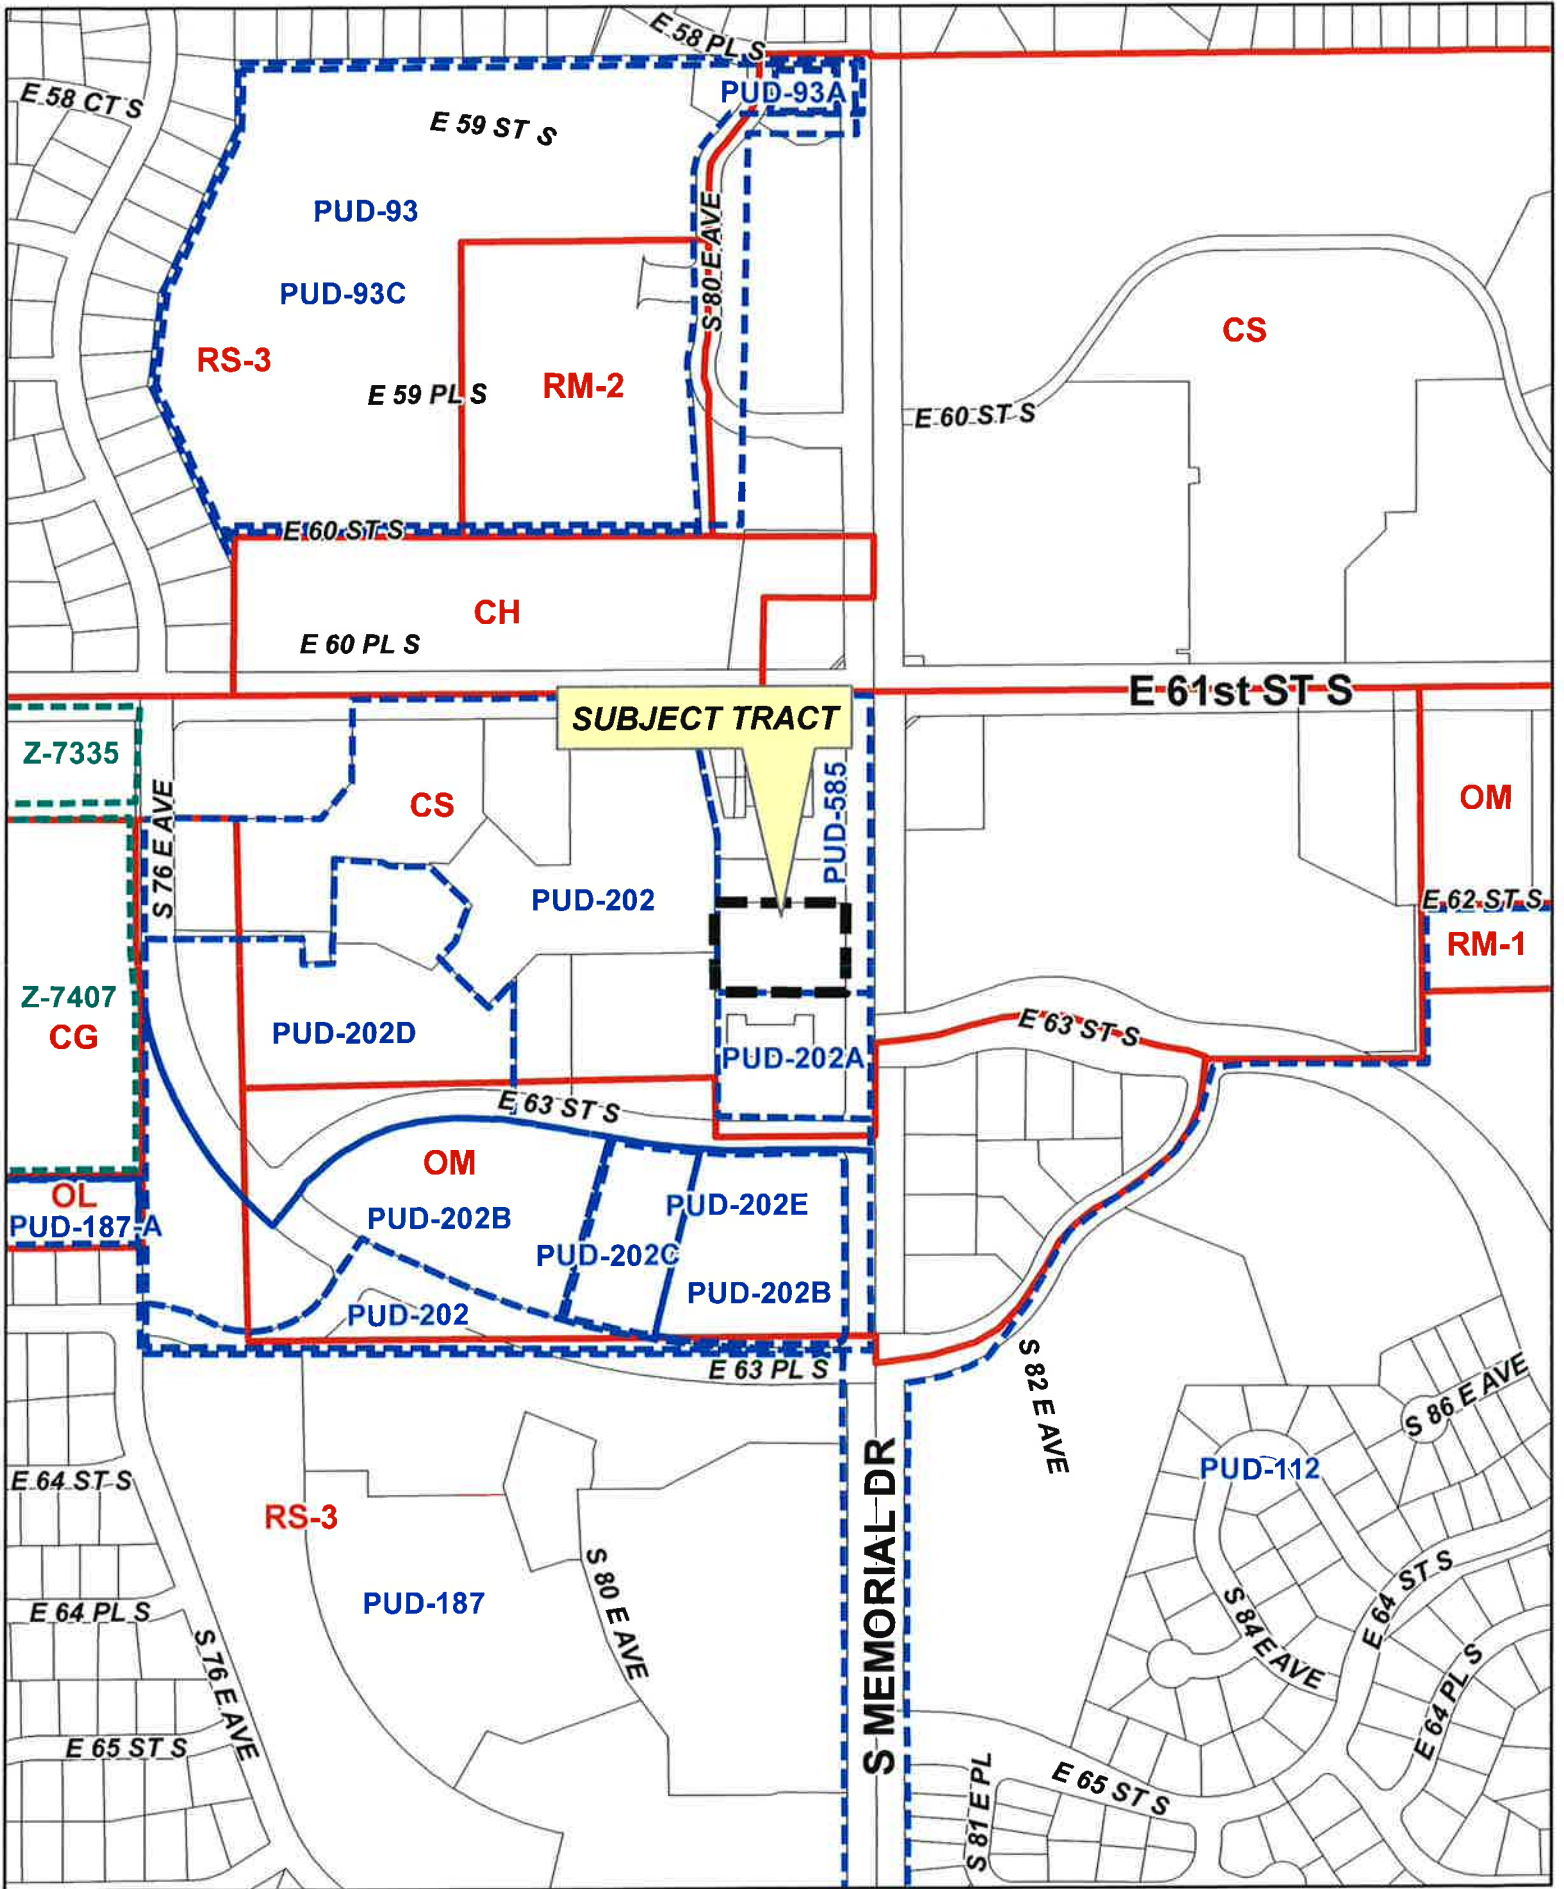 E 58 PL S
E 58 CT S
PUD-93A
E 59 ST S
PUD-93
S 80 E AVE
PUD-93C
CS
RS-3
E 59 PL S
RM-2
E 60 ST S
E 60 ST S
CH
E 60 PL S
E 61st ST S
SUBJECT TRACT
Z-7335
S 76 E AVE
CS
PUD-585
OM
PUD-202
E 62 ST S
RM-1
Z-7407
CG
PUD-202D
E 63 ST S
PUD-202A
E 63 ST S
OM
OL
PUD-187-A
PUD-202B
PUD-202E
PUD-202C
PUD-202B
PUD-202
E 63 PL S
S 82 E AVE
S 86 E AVE
E 64 ST S
PUD-112
RS-3
S MEMORIAL DR
PUD-187
S 80 E AVE
E 64 PL S
S 84 E AVE
E 64 ST S
S 76 E AVE
E 64 PL S
E 65 ST S
S 81 E PL
E 65 ST S